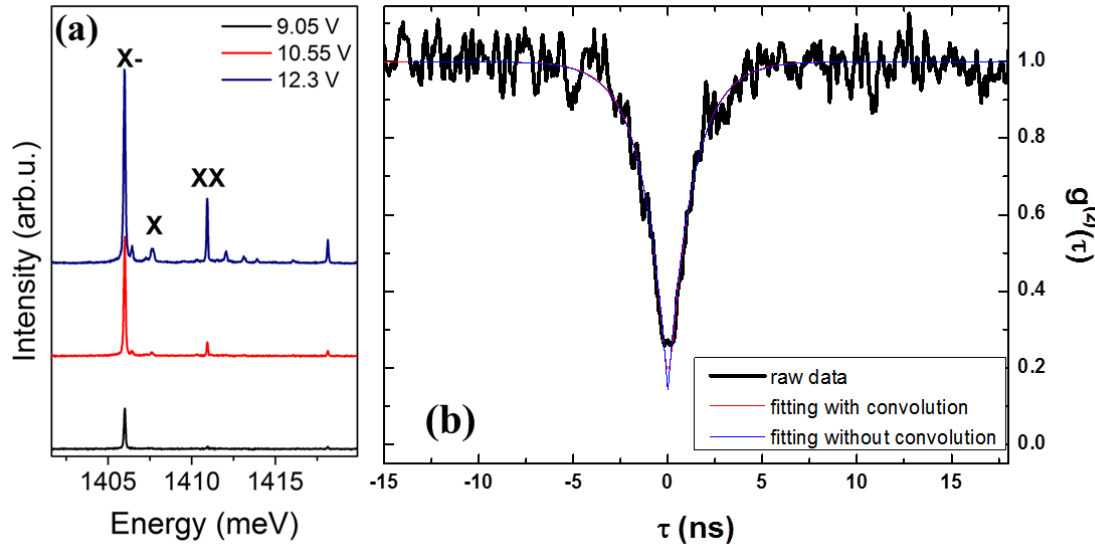 (a)
9.05 V
10.55 V
12.3 V
X-
X
XX
Intensity (arb.u.)
1405
1410
1415
Energy (meV)
(b)
raw data
fitting with convolution
fitting without convolution
1.0
0.8
0.6
0.4
0.2
0.0
g(2)(τ)
-15
-10
-5
0
5
10
15
τ (ns)